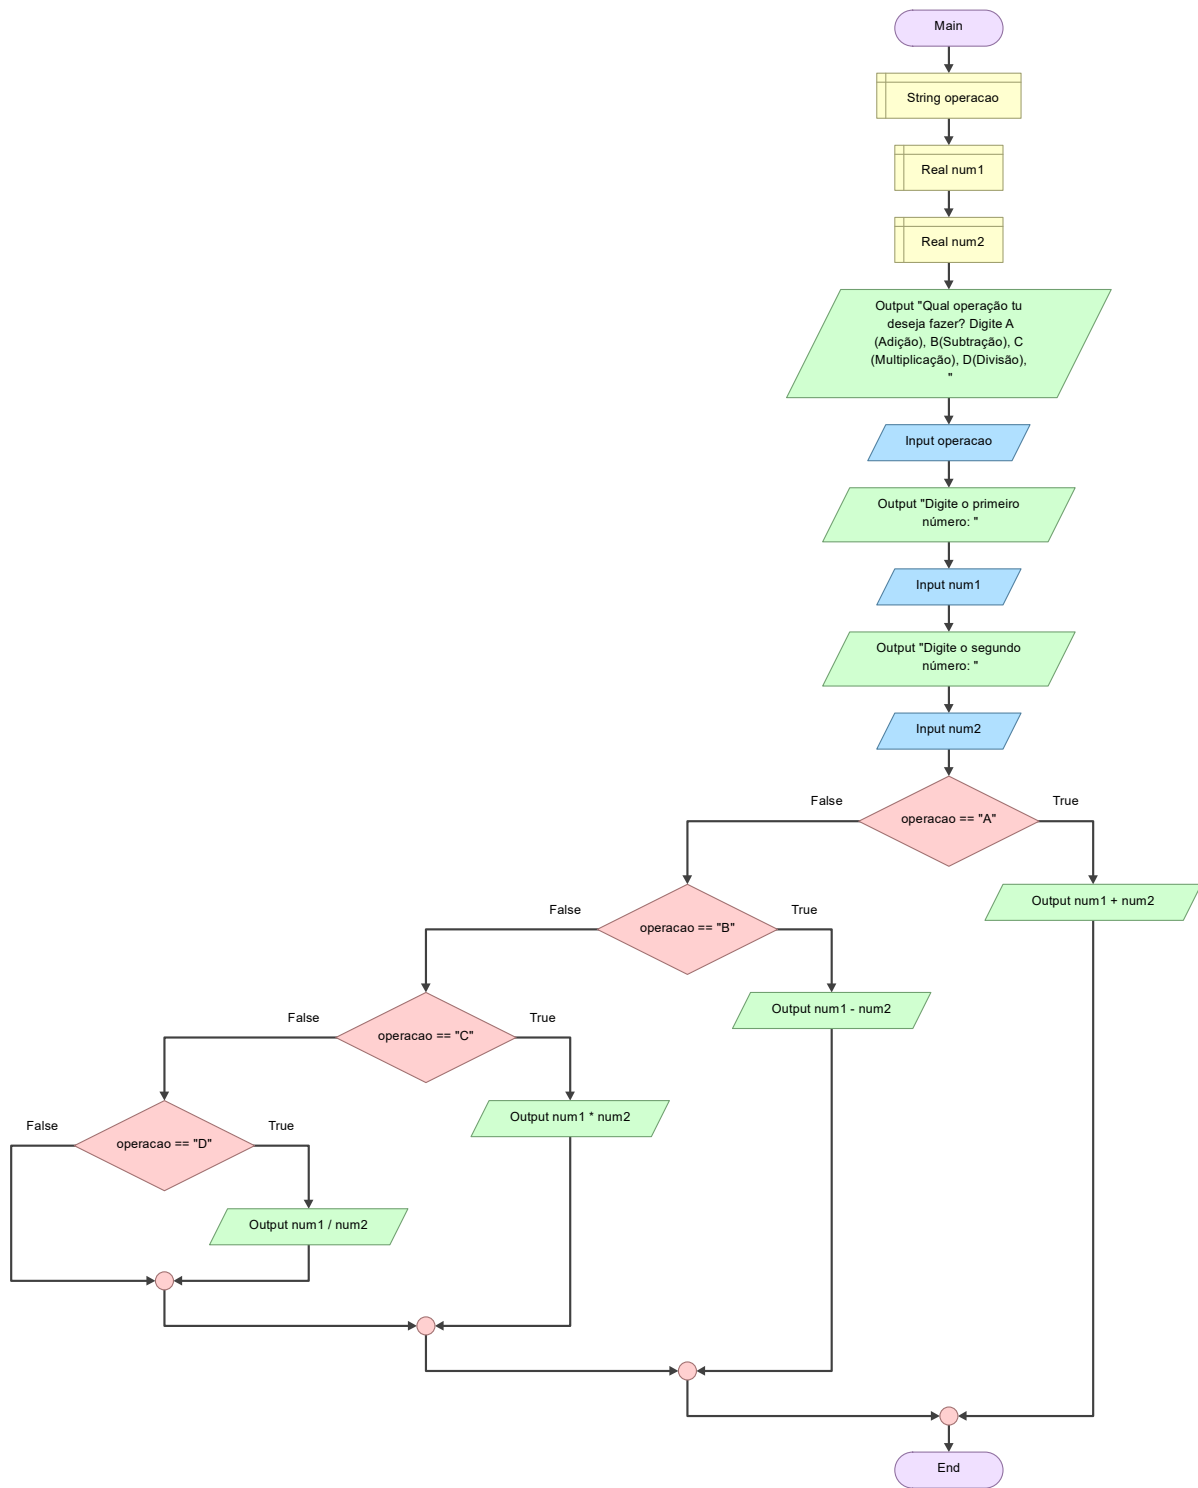 Main
String operacao
Real num1
Real num2
Output "Qual operação tu
deseja fazer? Digite A
(Adição), B(Subtração), C
(Multiplicação), D(Divisão),
"
Input operacao
Output "Digite o primeiro
número: "
Input num1
Output "Digite o segundo
número: "
Input num2
False
True
operacao == "A"
Output num1 + num2
False
True
operacao == "B"
Output num1 - num2
False
True
operacao == "C"
Output num1 * num2
False
True
operacao == "D"
Output num1 / num2
End